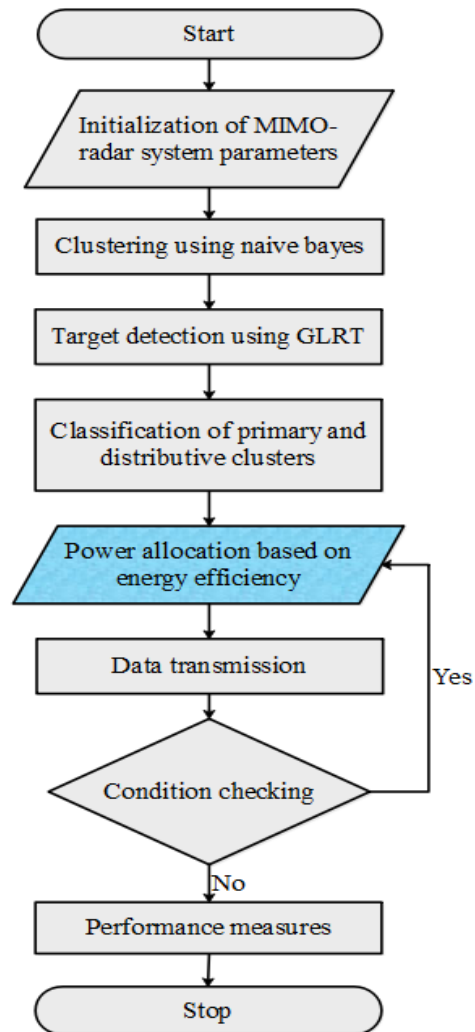 Start
Initialization of MIMO-
radar system parameters
Clustering using naive bayes
Target detection using GLRT
Classification of primary and
distributive clusters
Power allocation based on
energy efficiency
Data transmission
Yes
Condition checking
No
Performance measures
Stop